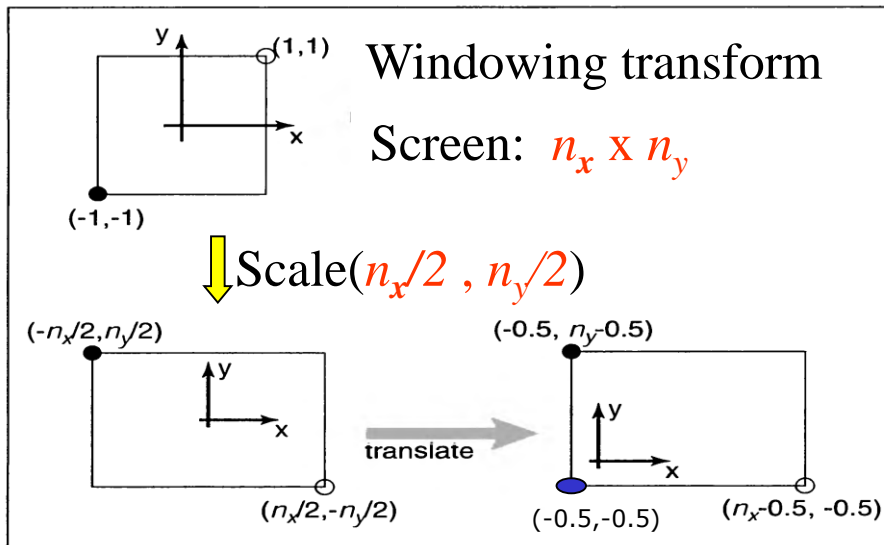 y
(1,1)
x
(-1,-1)
Windowing transform
Screen: nx x ny
Scale(nx/2 , ny/2)
(-nx/2,ny/2)
y
x
(nx/2,-ny/2)
translate
(-0.5, ny-0.5)
y
x
(-0.5,-0.5)
(nx-0.5, -0.5)